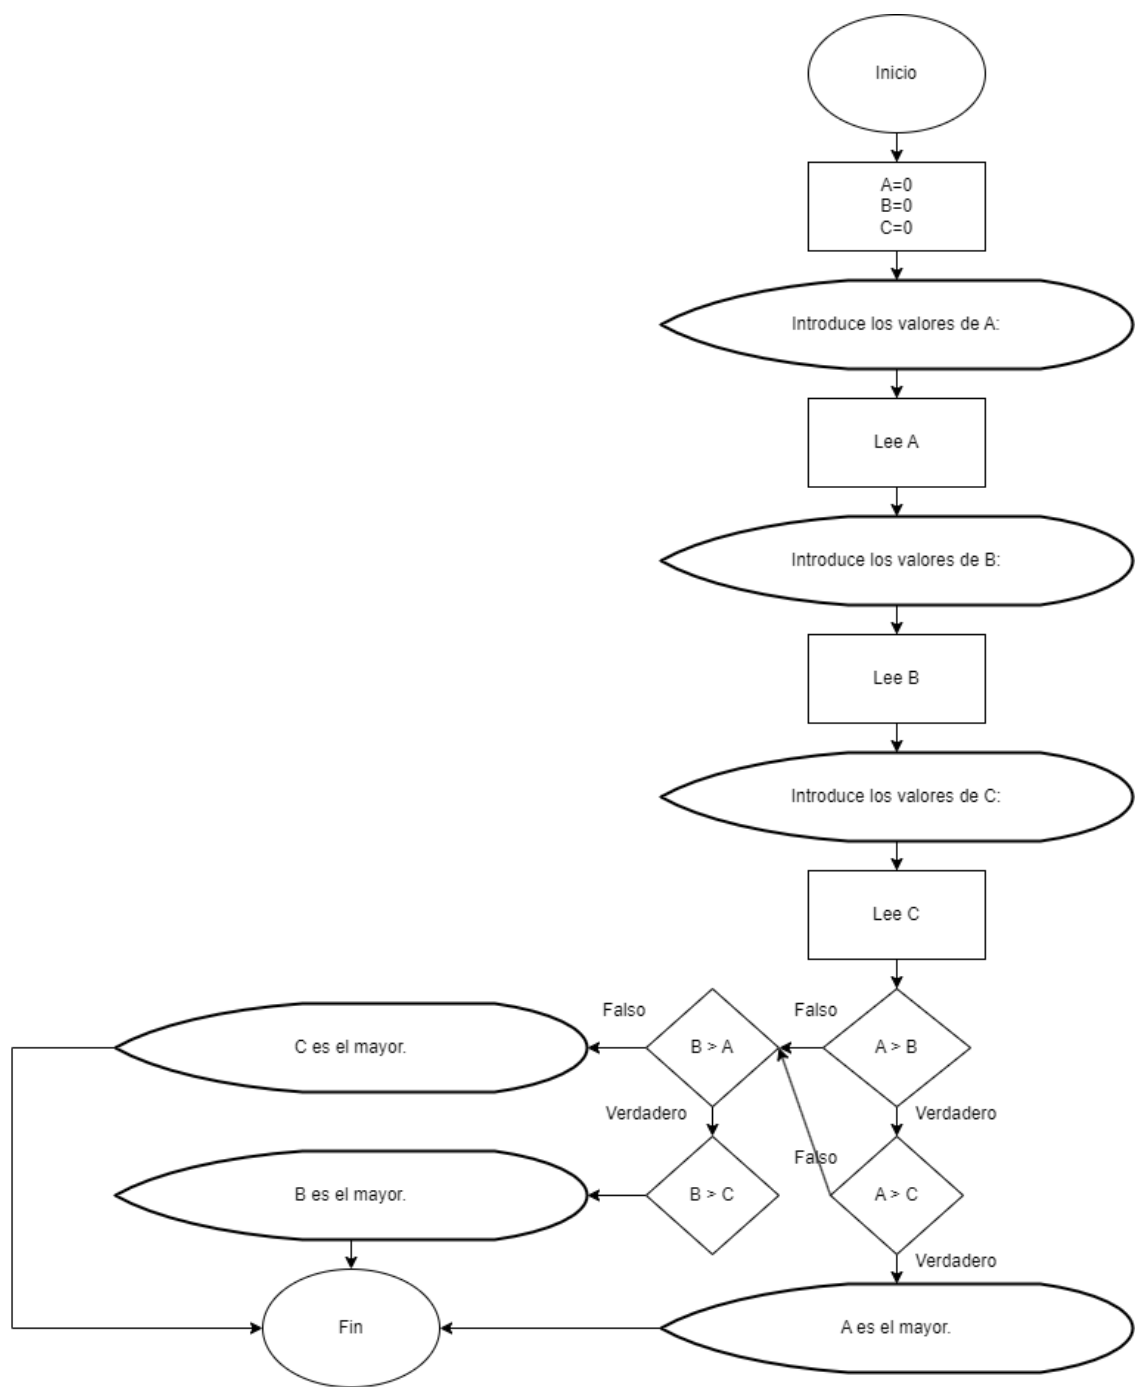 Inicio
A=0
B=0
C=0
Introduce los valores de A:
Lee A
Introduce los valores de B:
Lee B
Introduce los valores de C:
Lee C
Falso
Falso
C es el mayor.
B > A
A > B
Verdadero
Verdadero
Falso
B es el mayor.
B > C
A > C
Verdadero
Fin
A es el mayor.